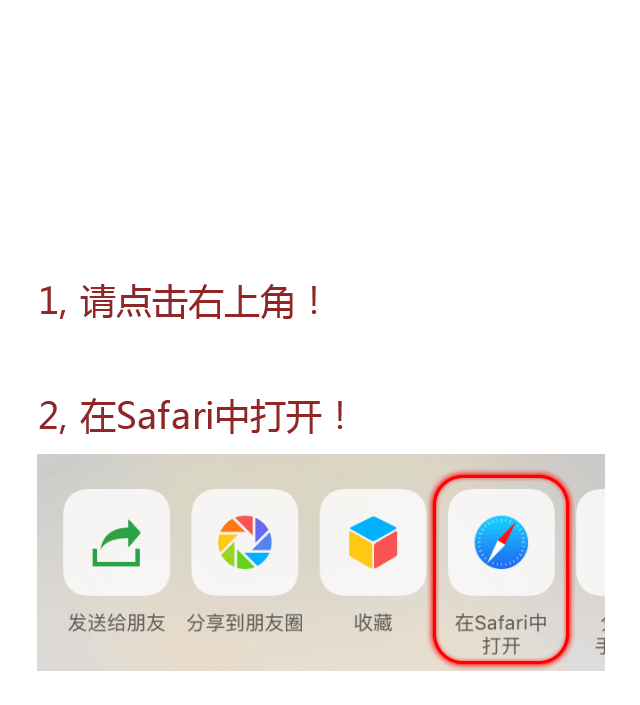 1, 请点击右上角！
2, 在Safari中打开！
发送给朋友
分享到朋友圈
收藏
在Safari中
打开